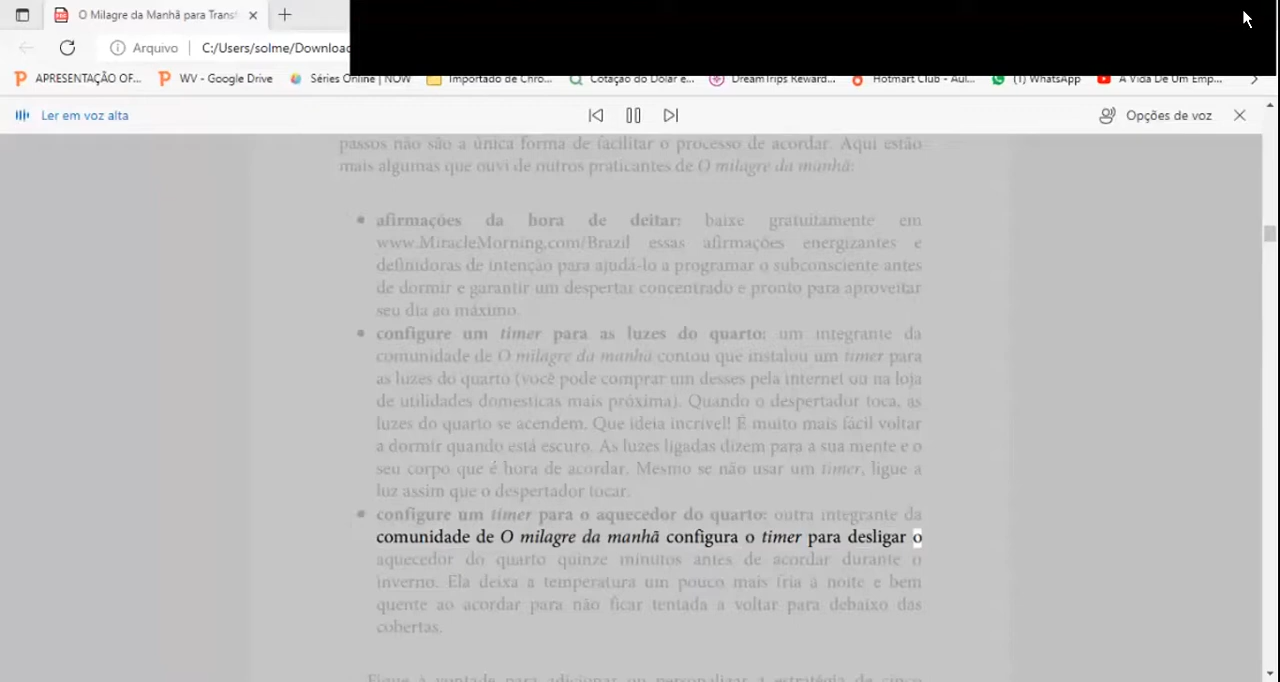 O Milagre da Manhã para Transf
Arquivo
C:/Users/solme/Downloac
APRESENTAÇÃO OF...
WV - Google Drive
Séries Online | NOW
Importado de Chro...
Cotação do Dólar e...
DreamTrips Reward...
Hotmart Club - Aul...
(1) WhatsApp
A Vida De Um Emp...
Ler em voz alta
Opções de voz
passos não são a única forma de facilitar o processo de acordar. Aqui estão
mais algumas que ouvi de outros praticantes de O milagre da manhã:
• afirmações da hora de deitar: baixe gratuitamente em
www.MiracleMorning.com/Brazil essas afirmações energizantes e
definidoras de intenção para ajudá-lo a programar o subconsciente antes
de dormir e garantir um despertar concentrado e pronto para aproveitar
seu dia ao máximo.
• configure um timer para as luzes do quarto: um integrante da
comunidade de O milagre da manhã contou que instalou um timer para
as luzes do quarto (você pode comprar um desses pela internet ou na loja
de utilidades domésticas mais próxima). Quando o despertador toca, as
luzes do quarto se acendem. Que ideia incrível! É muito mais fácil voltar
a dormir quando está escuro. As luzes ligadas dizem para a sua mente e o
seu corpo que é hora de acordar. Mesmo se não usar um timer, ligue a
luz assim que o despertador tocar.
• configure um timer para o aquecedor do quarto: outra integrante da
comunidade de O milagre da manhã configura o timer para desligar o
aquecedor do quarto quinze minutos antes de acordar durante o
inverno. Ela deixa a temperatura um pouco mais fria à noite e bem
quente ao acordar para não ficar tentada a voltar para debaixo das
cobertas.
Fique à vontade para adicionar ou personalizar a estratégia de cinco